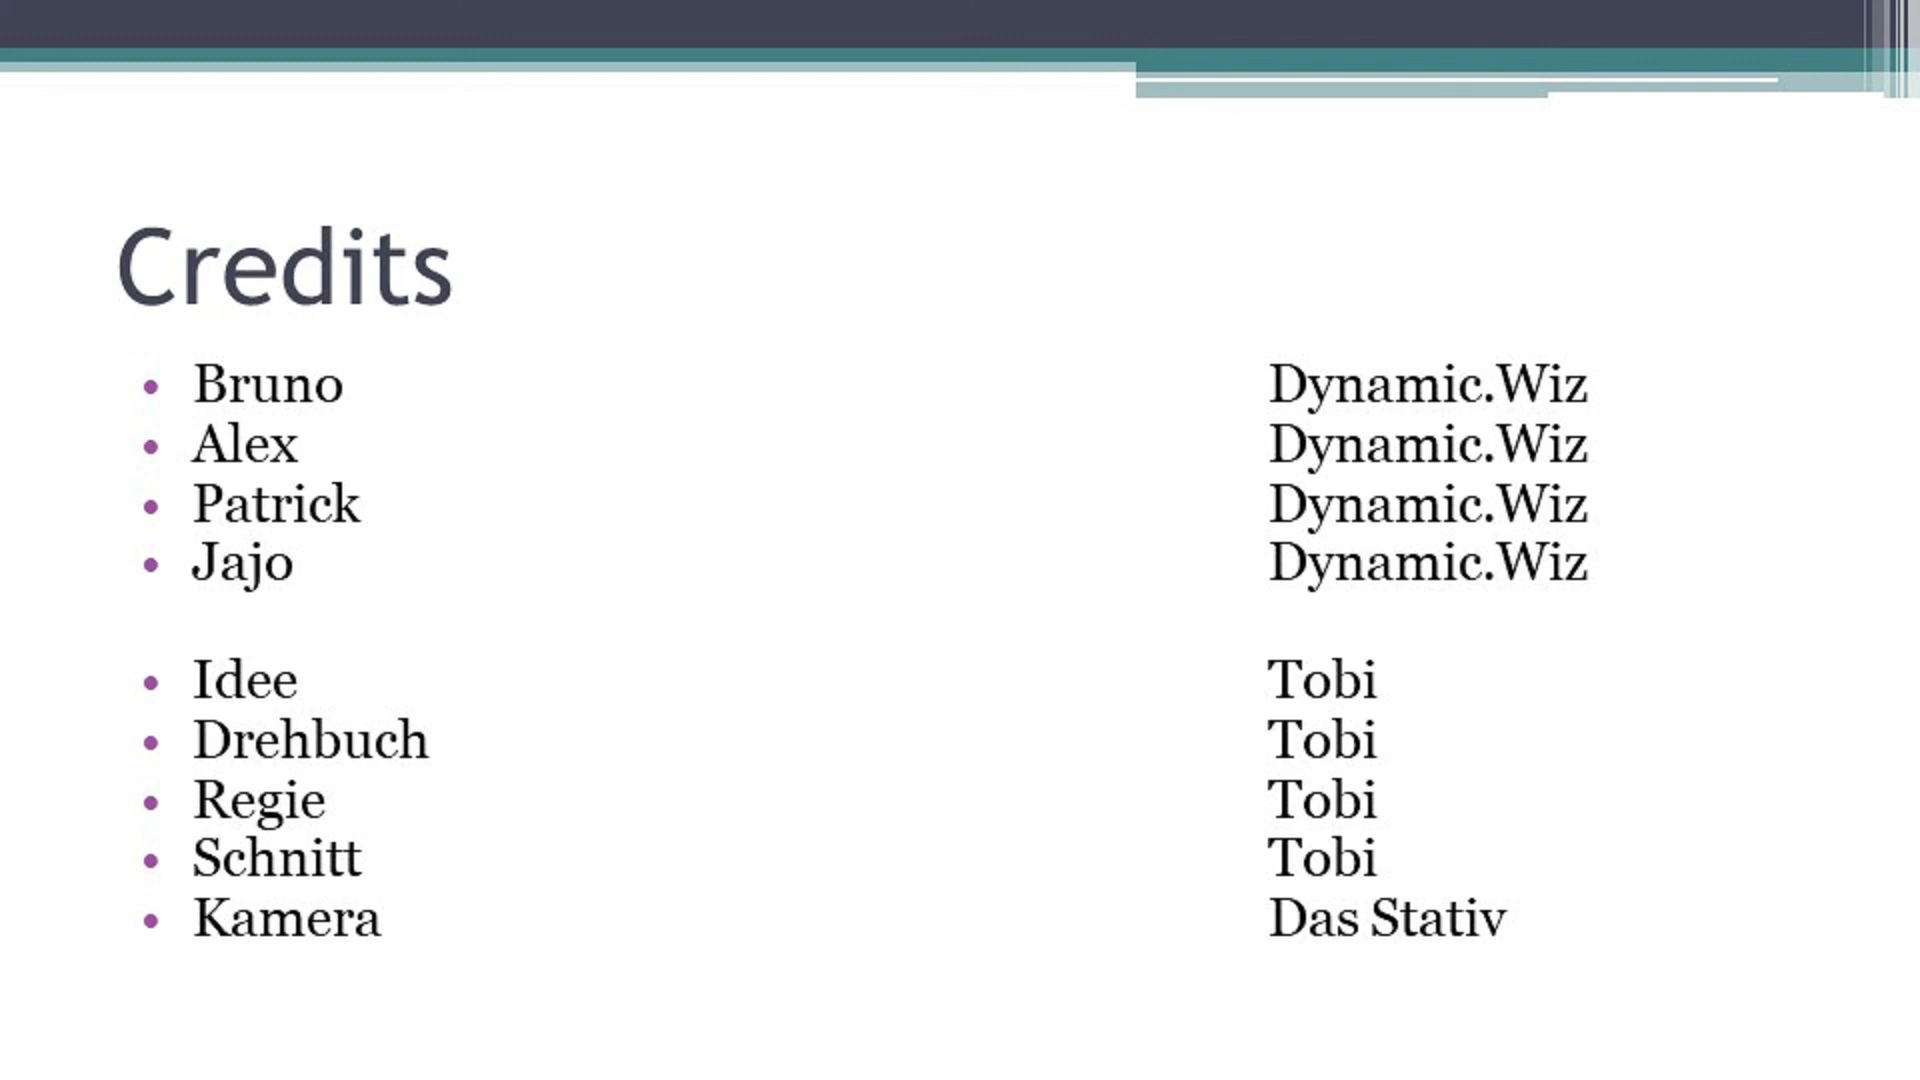 Credits
Bruno Dynamic.Wiz
Alex Dynamic.Wiz
Patrick Dynamic.Wiz
Jajo Dynamic.Wiz
Idee Tobi
Drehbuch Tobi
Regie Tobi
Schnitt Tobi
Kamera Das Stativ